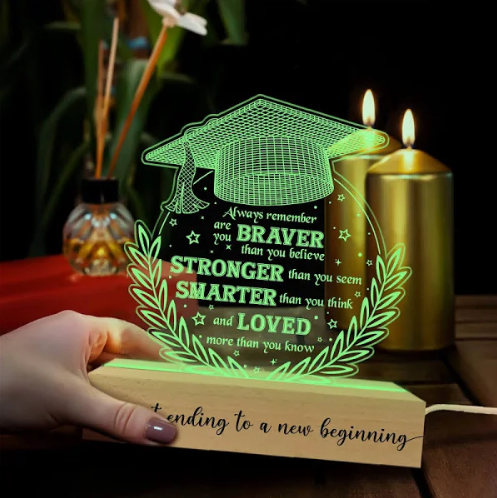 Always remember
are
you BRAVER
than you believe
STRONGER than you seem
SMARTER than you think
and LOVED
more than you know
ending to a new beginning